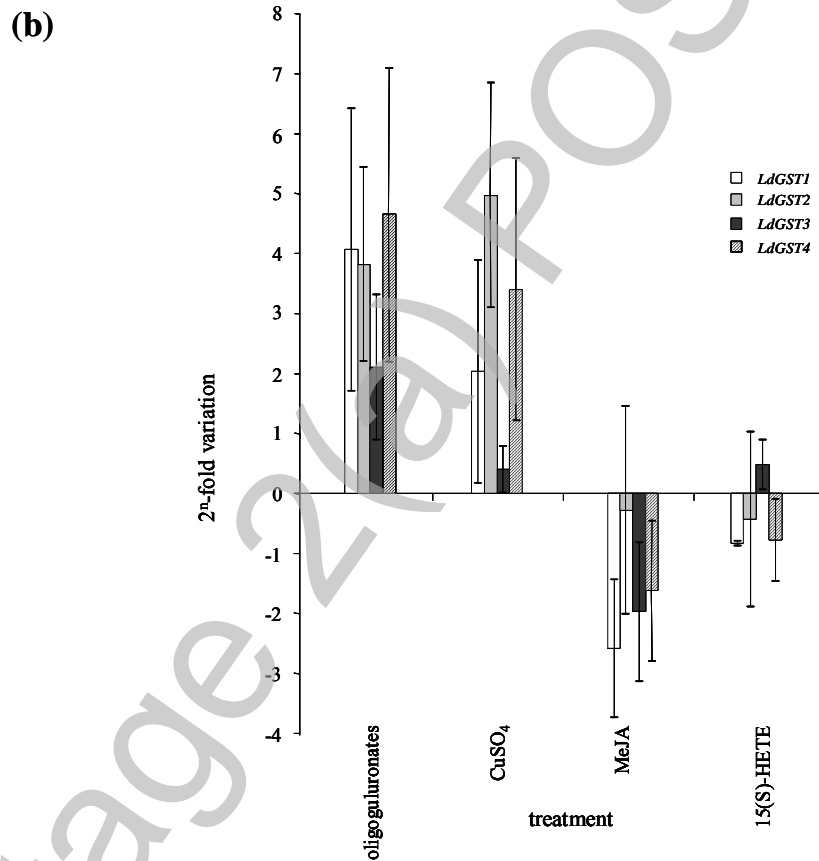 (b)
8
7
6
5
4
3
2
1
0
-1
-2
-3
-4
2ⁿ-fold variation
LdGST1
LdGST2
LdGST3
LdGST4
oligoguluronates
CuSO₄
MeJA
15(S)-HETE
treatment
tage 2(a) POS